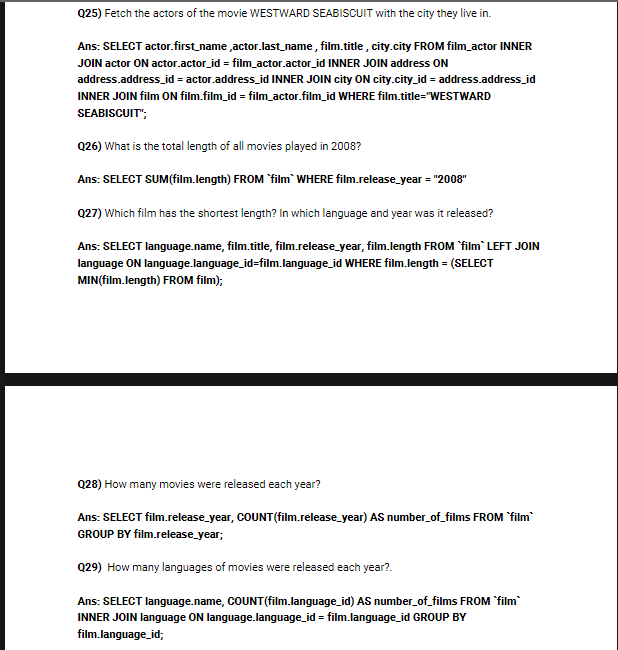 Q25) Fetch the actors of the movie WESTWARD SEABISCUIT with the city they live in.
Ans: SELECT actor.first_name ,actor.last_name , film.title , city.city FROM film_actor INNER
JOIN actor ON actor.actor_id = film_actor.actor_id INNER JOIN address ON
address.address_id = actor.address_id INNER JOIN city ON city.city_id = address.address_id
INNER JOIN film ON film.film_id = film_actor.film_id WHERE film.title="WESTWARD
SEABISCUIT";
Q26) What is the total length of all movies played in 2008?
Ans: SELECT SUM(film.length) FROM `film` WHERE film.release_year = "2008"
Q27) Which film has the shortest length? In which language and year was it released?
Ans: SELECT language.name, film.title, film.release_year, film.length FROM `film` LEFT JOIN
language ON language.language_id=film.language_id WHERE film.length = (SELECT
MIN(film.length) FROM film);
Q28) How many movies were released each year?
Ans: SELECT film.release_year, COUNT(film.release_year) AS number_of_films FROM `film`
GROUP BY film.release_year;
Q29) How many languages of movies were released each year?.
Ans: SELECT language.name, COUNT(film.language_id) AS number_of_films FROM `film`
INNER JOIN language ON language.language_id = film.language_id GROUP BY
film.language_id;